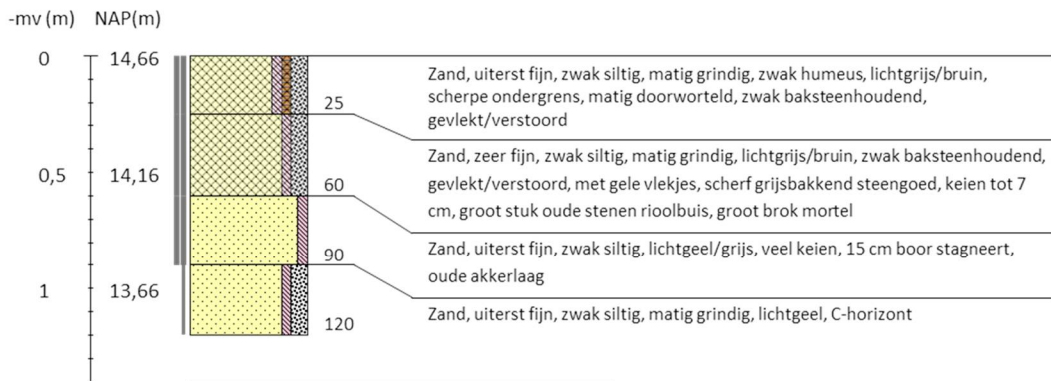 -mv (m) NAP(m)
0 14,66
Zand, uiterst fijn, zwak siltig, matig grindig, zwak humeus, lichtgrijs/bruin,
scherpe ondergrens, matig doorworteld, zwak baksteenhoudend,
gevlekt/verstoord
25
Zand, zeer fijn, zwak siltig, matig grindig, lichtgrijs/bruin, zwak baksteenhoudend,
gevlekt/verstoord, met gele vlekjes, scherf grijsbakkend steengoed, keien tot 7
cm, groot stuk oude stenen rioolbuis, groot brok mortel
0,5 14,16
60
Zand, uiterst fijn, zwak siltig, lichtgeel/grijs, veel keien, 15 cm boor stagneert,
oude akkerlaag
90
1 13,66
Zand, uiterst fijn, zwak siltig, matig grindig, lichtgeel, C-horizont
120